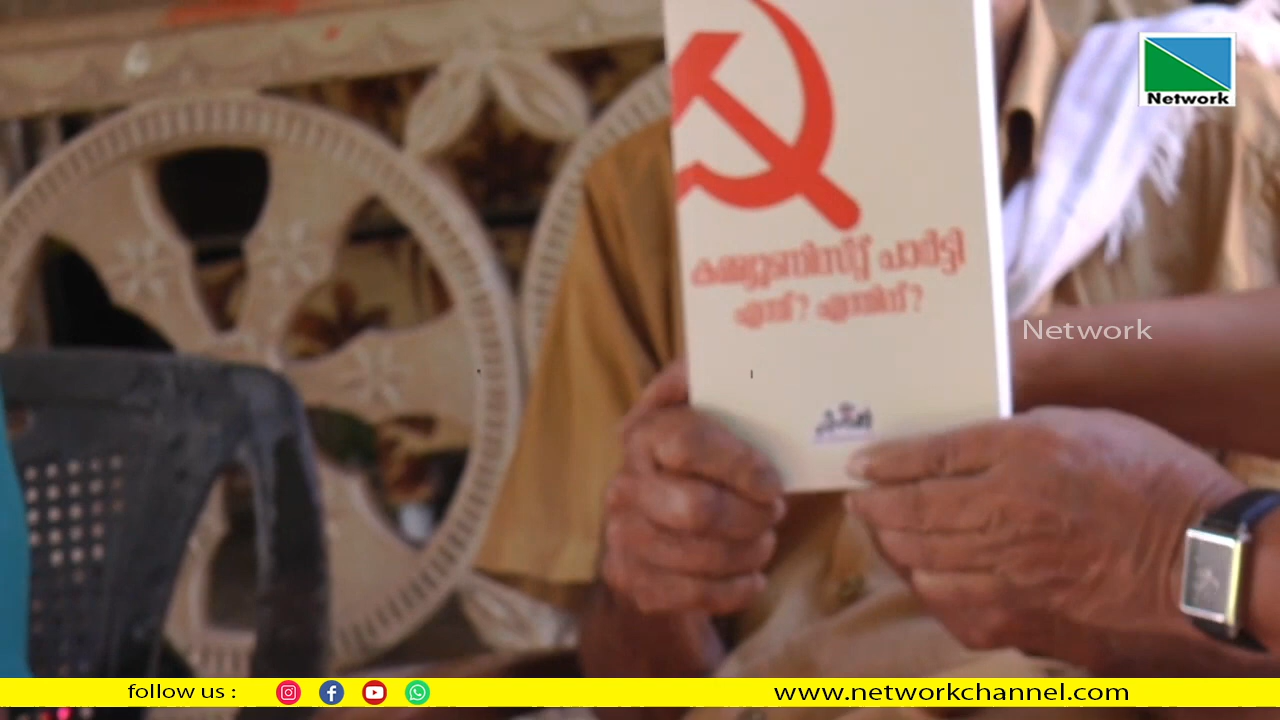 Network
കമ്മ്യൂണിസ്റ്റ് പാർട്ടി
എന്ത്? എന്തിന്?
Network
follow us :
www.networkchannel.com